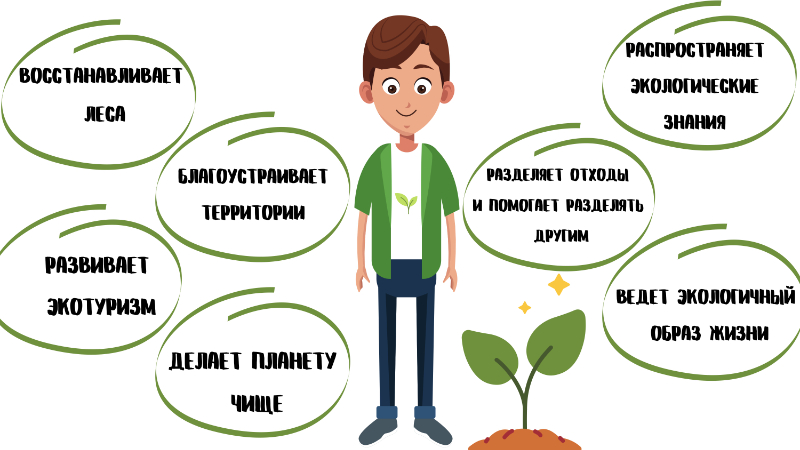 ВОССТАНАВЛИВАЕТ
ЛЕСА
БЛАГОУСТРАИВАЕТ
ТЕРРИТОРИИ
РАЗВИВАЕТ
ЭКОТУРИЗМ
ДЕЛАЕТ ПЛАНЕТУ
ЧИЩЕ
РАСПРОСТРАНЯЕТ
ЭКОЛОГИЧЕСКИЕ
ЗНАНИЯ
РАЗДЕЛЯЕТ ОТХОДЫ
И ПОМОГАЕТ РАЗДЕЛЯТЬ
ДРУГИМ
ВЕДЕТ ЭКОЛОГИЧНЫЙ
ОБРАЗ ЖИЗНИ